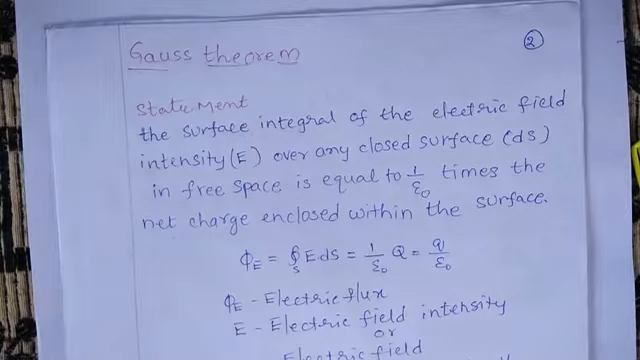 Gauss theorem
2
Statement
the surface integral of the electric field
intensity (E) over any closed surface (ds)
in free space is equal to 1/ε₀ times the
net charge enclosed within the surface.
ϕ_E = ∮_S E ds = 1/ε₀ Q = q/ε₀
ϕ_E - Electric flux
E - Electric field intensity
or
Electric field